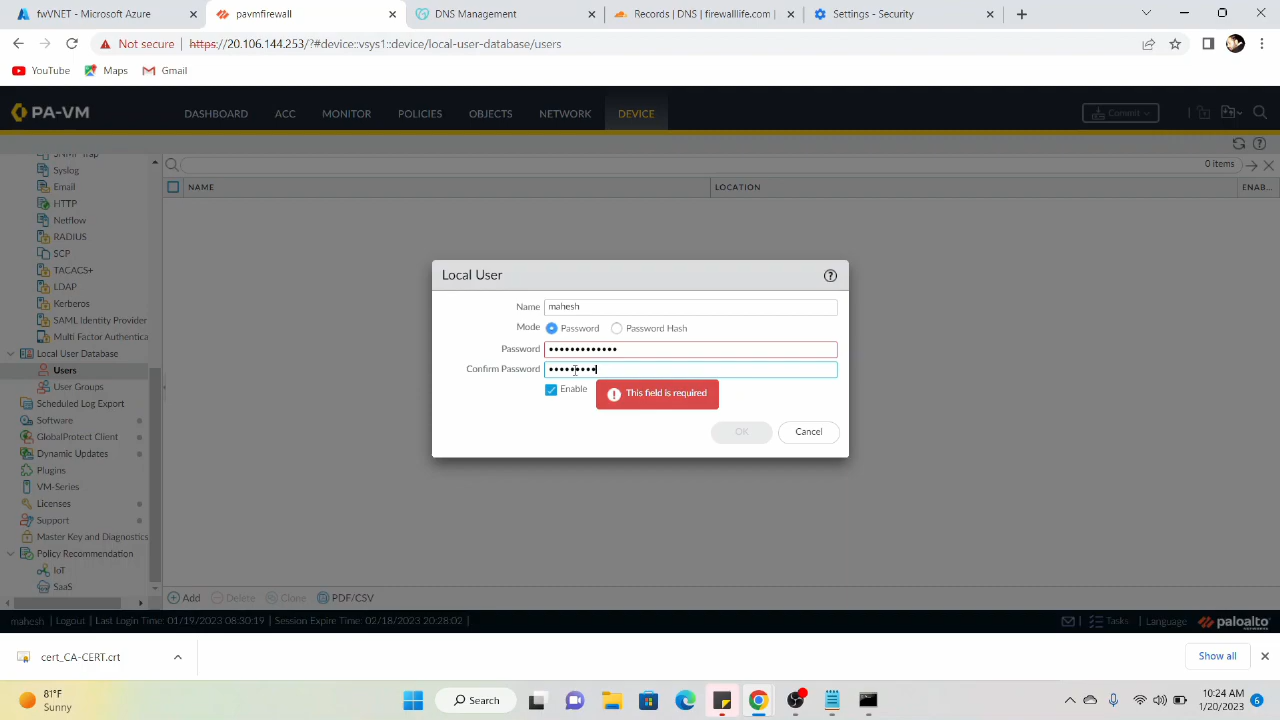 fwVNET - Microsoft Azure
pavmfirewall
DNS Management
Records | DNS | firewalllife.com |
Settings - Security
Not secure | https://20.106.144.253/?#device::vsys1::device/local-user-database/users
YouTube Maps Gmail
PA-VM
DASHBOARD ACC MONITOR POLICIES OBJECTS NETWORK DEVICE
Commit
SNMP Trap
0 items
Syslog
NAME LOCATION ENAB...
Email
HTTP
Netflow
RADIUS
SCP
TACACS+
LDAP
Kerberos
SAML Identity Provider
Multi Factor Authentica
Local User Database
Users
User Groups
Scheduled Log Export
Software
GlobalProtect Client
Dynamic Updates
Plugins
VM-Series
Licenses
Support
Master Key and Diagnostics
Policy Recommendation
IoT
SaaS
Local User
Name mahesh
Mode Password Password Hash
Password •••••••••••••
Confirm Password •••••••••
Enable
This field is required
OK Cancel
Add Delete Clone PDF/CSV
mahesh | Logout | Last Login Time: 01/19/2023 08:30:19 | Session Expire Time: 02/18/2023 20:28:02 |
Tasks | Language
paloalto
cert_CA-CERT.crt
Show all
81°F
Sunny
Search
10:24 AM
1/20/2023
6